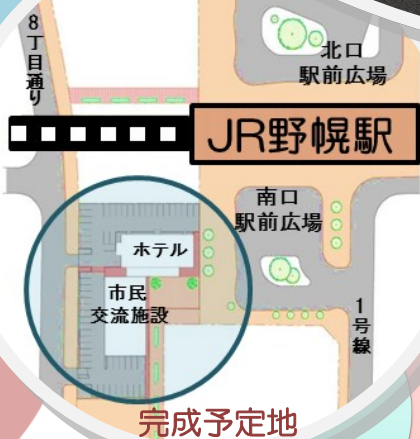 8丁目通り
北口
駅前広場
JR野幌駅
南口
駅前広場
ホテル
市民
交流施設
1号線
完成予定地